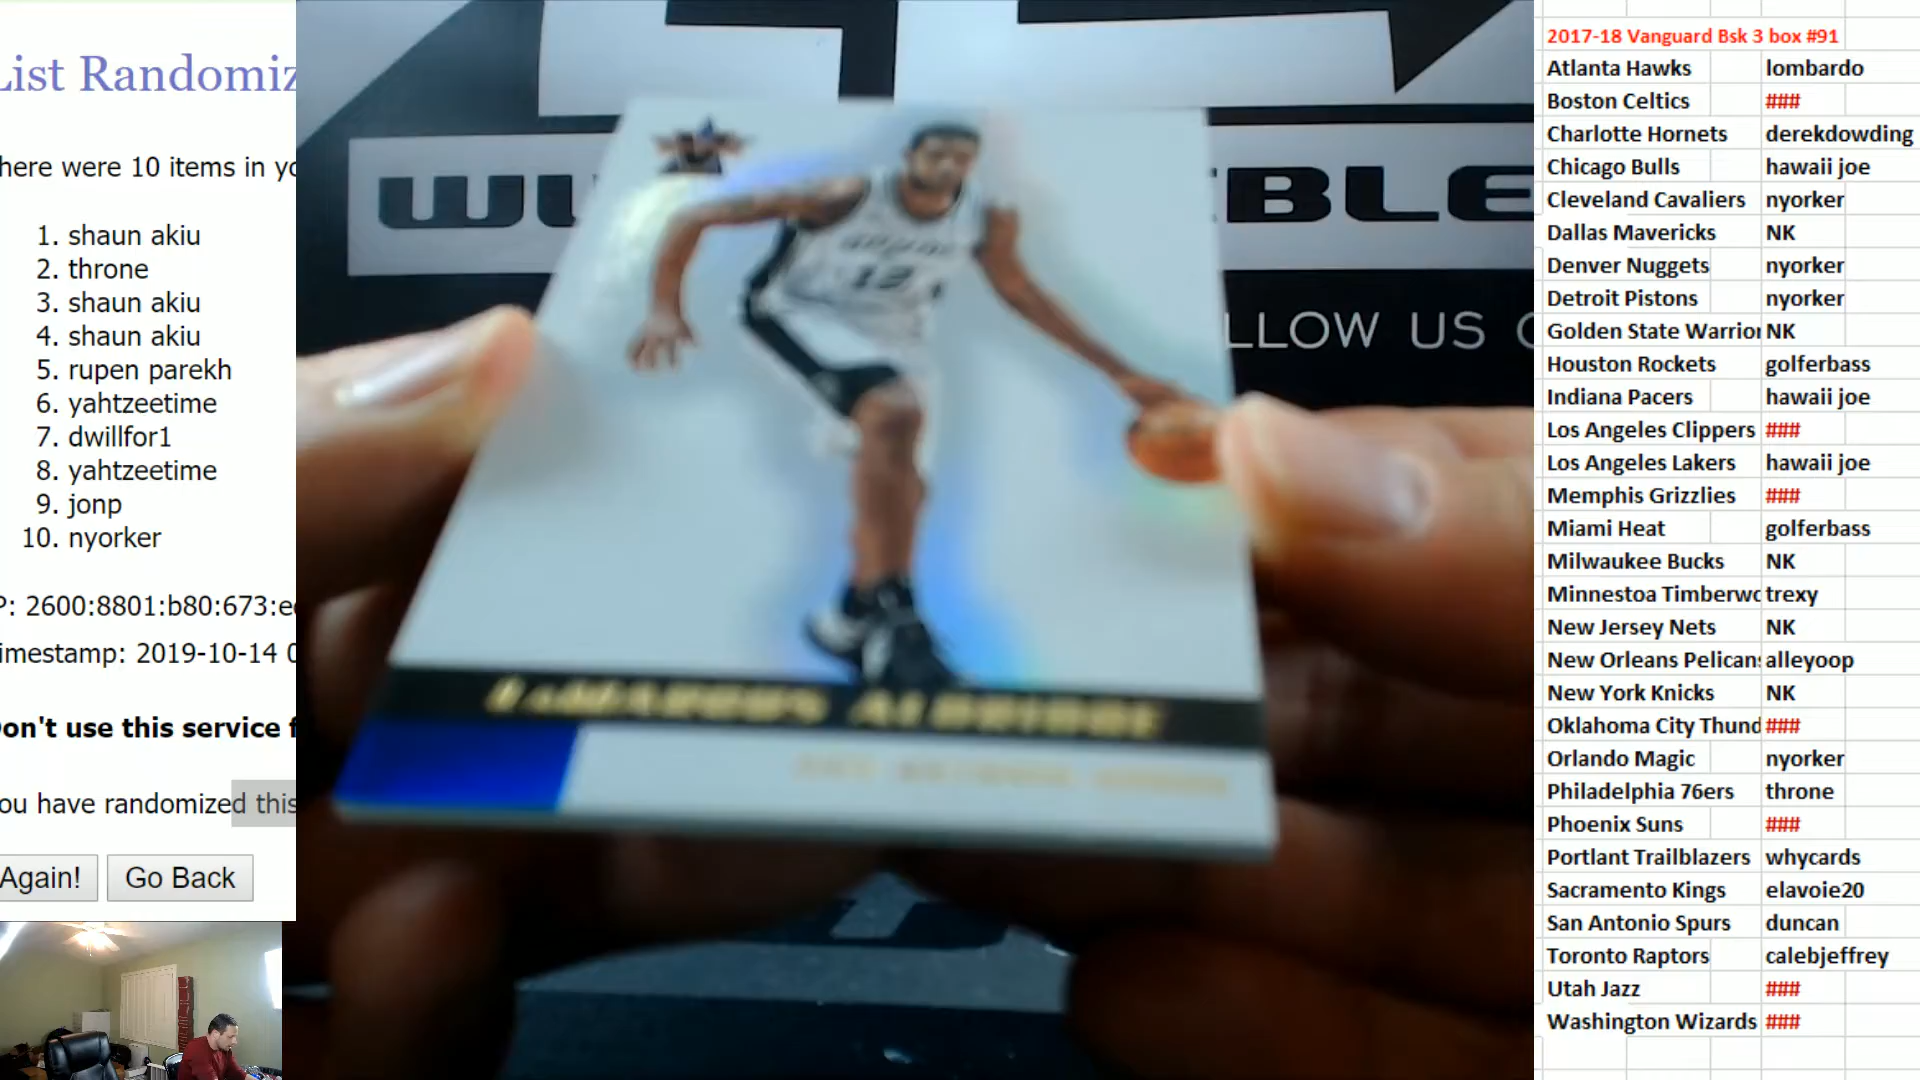 List Randomiz
here were 10 items in yo
1. shaun akiu
2. throne
3. shaun akiu
4. shaun akiu
5. rupen parekh
6. yahtzeetime
7. dwillfor1
8. yahtzeetime
9. jonp
10. nyorker
P: 2600:8801:b80:673:e
imestamp: 2019-10-14 0
on't use this service f
ou have randomized this
Again! Go Back
WU BLE
LLOW US
12
LAMARCUS ALDRIDGE
SAN ANTONIO SPURS
2017-18 Vanguard Bsk 3 box #91
Atlanta Hawks lombardo
Boston Celtics ###
Charlotte Hornets derekdowding
Chicago Bulls hawaii joe
Cleveland Cavaliers nyorker
Dallas Mavericks NK
Denver Nuggets nyorker
Detroit Pistons nyorker
Golden State Warrior NK
Houston Rockets golferbass
Indiana Pacers hawaii joe
Los Angeles Clippers ###
Los Angeles Lakers hawaii joe
Memphis Grizzlies ###
Miami Heat golferbass
Milwaukee Bucks NK
Minnestoa Timberwo trexy
New Jersey Nets NK
New Orleans Pelicans alleyoop
New York Knicks NK
Oklahoma City Thund ###
Orlando Magic nyorker
Philadelphia 76ers throne
Phoenix Suns ###
Portlant Trailblazers whycards
Sacramento Kings elavoie20
San Antonio Spurs duncan
Toronto Raptors calebjeffrey
Utah Jazz ###
Washington Wizards ###